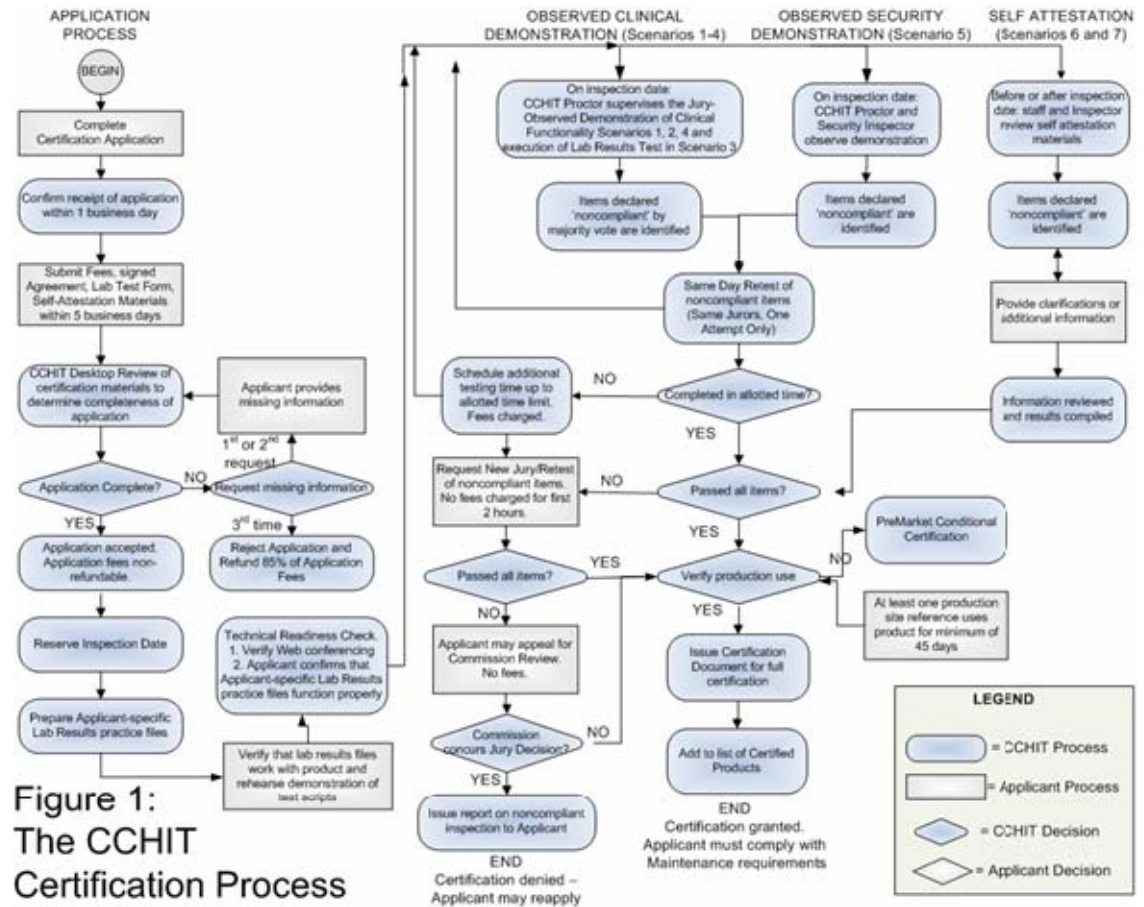 APPLICATION
PROCESS
BEGIN
Complete
Certification Application
Confirm receipt of application
within 1 business day
Submit Fees, signed
Agreement, Lab Test Form,
Self-Attestation Materials
within 5 business days
CCHIT Desktop Review of
certification materials to
determine completeness of
application
Applicant provides
missing information
1st or 2nd
request
Application Complete?
NO
Request missing information
YES
3rd time
Application accepted.
Application fees non-
refundable.
Reject Application and
Refund 85% of Application
Fees
Reserve Inspection Date
Prepare Applicant-specific
Lab Results practice files
Technical Readiness Check.
1. Verify Web conferencing
2. Applicant confirms that
Applicant-specific Lab Results
practice files function properly
Verify that lab results files
work with product and
rehearse demonstration of
test scripts
OBSERVED CLINICAL
DEMONSTRATION (Scenarios 1-4)
On inspection date:
CCHIT Proctor supervises the Jury-
Observed Demonstration of Clinical
Functionality Scenarios 1, 2, 4 and
execution of Lab Results Test in Scenario 3
Items declared
'noncompliant' by
majority vote are identified
OBSERVED SECURITY
DEMONSTRATION (Scenario 5)
On inspection date:
CCHIT Proctor and
Security Inspector
observe demonstration
Items declared
'noncompliant' are
identified
SELF ATTESTATION
(Scenarios 6 and 7)
Before or after inspection
date: staff and Inspector
review self attestation
materials
Items declared
'noncompliant' are
identified
Provide clarifications or
additional information
Information reviewed
and results compiled
Same Day Retest of
noncompliant items
(Same Jurors, One
Attempt Only)
Completed in allotted time?
NO
Schedule additional
testing time up to
allotted time limit.
Fees charged.
YES
Passed all items?
NO
Request New Jury/Retest
of noncompliant items.
No fees charged for first
2 hours.
YES
Passed all items?
YES
Verify production use
NO
PreMarket Conditional
Certification
At least one production
site reference uses
product for minimum of
45 days
NO
Applicant may appeal for
Commission Review.
No fees.
Commission
concurs Jury Decision?
NO
YES
Issue report on noncompliant
inspection to Applicant
END
Certification denied –
Applicant may reapply
YES
Issue Certification
Document for full
certification
Add to list of Certified
Products
END
Certification granted.
Applicant must comply with
Maintenance requirements
LEGEND
= CCHIT Process
= Applicant Process
= CCHIT Decision
= Applicant Decision
Figure 1:
The CCHIT
Certification Process